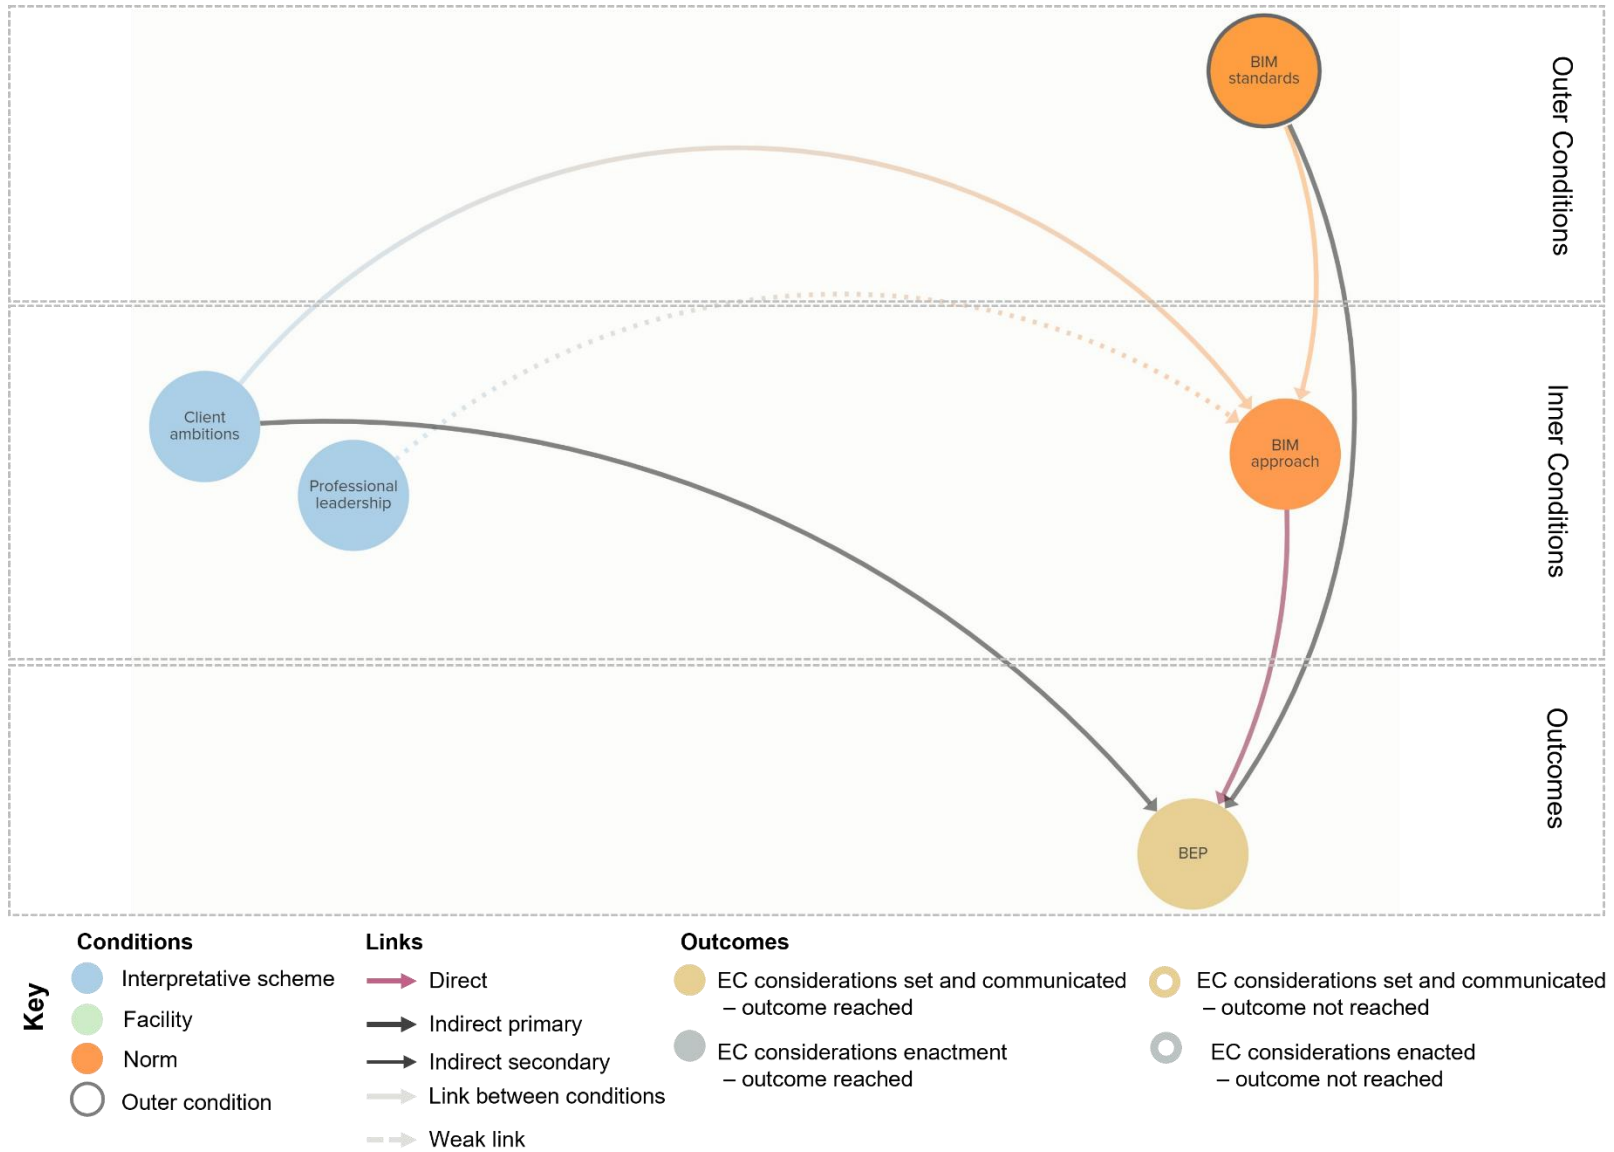 BIM
standards
Outer Conditions
Client
ambitions
Professional
leadership
BIM
approach
Inner Conditions
BEP
Outcomes
Key
Conditions
Interpretative scheme
Facility
Norm
Outer condition
Links
Direct
Indirect primary
Indirect secondary
Link between conditions
Weak link
Outcomes
EC considerations set and communicated
– outcome reached
EC considerations enactment
– outcome reached
EC considerations set and communicated
– outcome not reached
EC considerations enacted
– outcome not reached